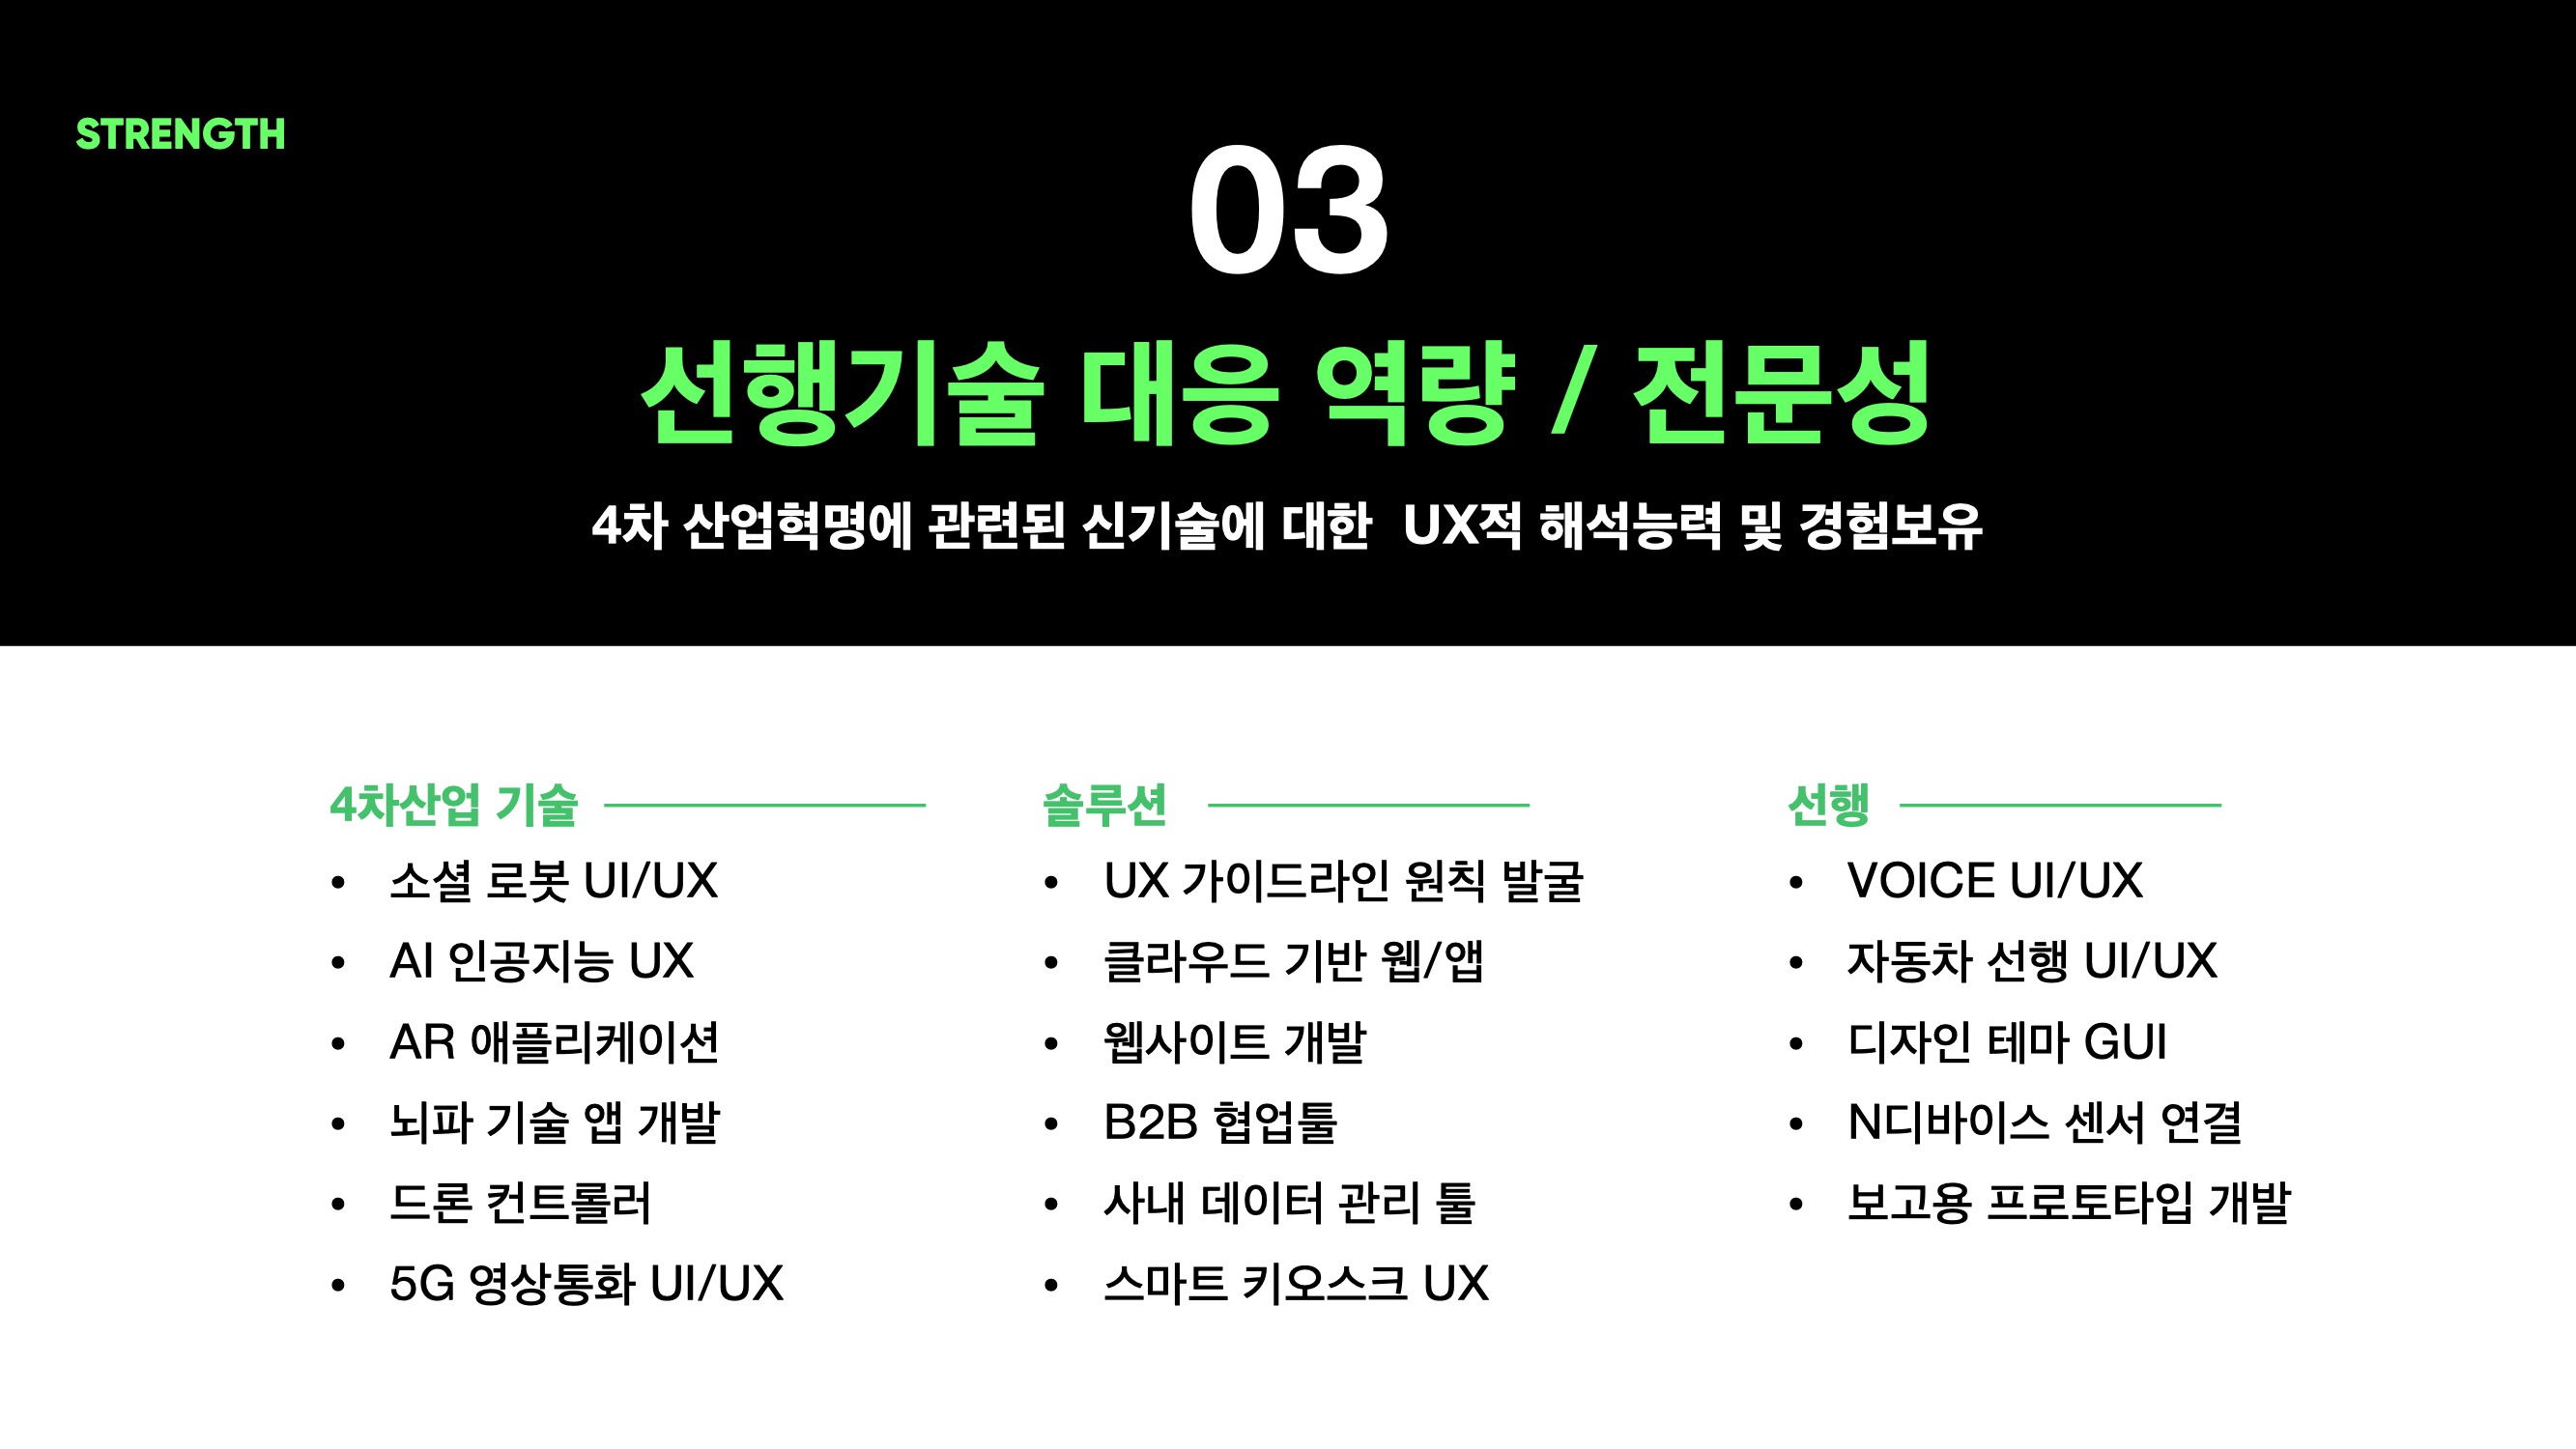 STRENGTH
03
선행기술 대응 역량 / 전문성
4차 산업혁명에 관련된 신기술에 대한 UX적 해석능력 및 경험보유
4차산업 기술
• 소셜 로봇 UI/UX
• AI 인공지능 UX
• AR 애플리케이션
• 뇌파 기술 앱 개발
• 드론 컨트롤러
• 5G 영상통화 UI/UX
솔루션
• UX 가이드라인 원칙 발굴
• 클라우드 기반 웹/앱
• 웹사이트 개발
• B2B 협업툴
• 사내 데이터 관리 툴
• 스마트 키오스크 UX
선행
• VOICE UI/UX
• 자동차 선행 UI/UX
• 디자인 테마 GUI
• N디바이스 센서 연결
• 보고용 프로토타입 개발